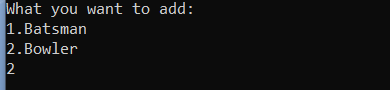 What you want to add:
1.Batsman
2.Bowler
2